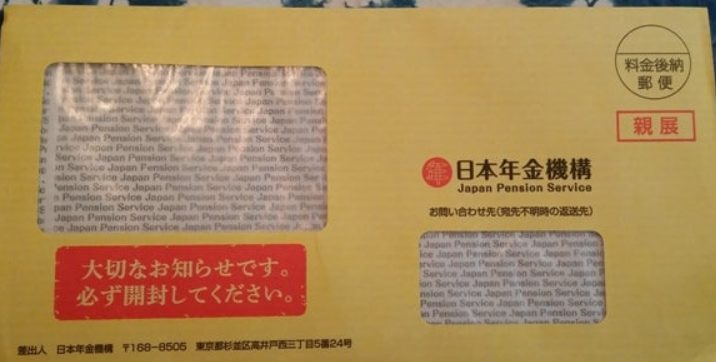 料金後納
郵便
親展
日本年金機構
Japan Pension Service
お問い合わせ先(宛先不明時の返送先)
大切なお知らせです。
必ず開封してください。
差出人 日本年金機構 〒168-8505 東京都杉並区高井戸西三丁目5番24号